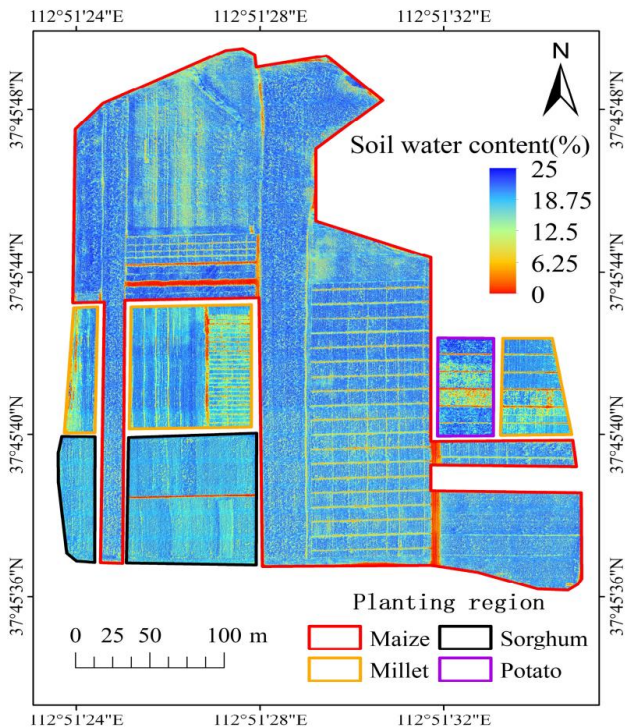 112°51'24"E 112°51'28"E 112°51'32"E
N
37°45'48"N 37°45'48"N
Soil water content(%)
25
18.75
12.5
6.25
0
37°45'44"N 37°45'44"N
37°45'40"N 37°45'40"N
37°45'36"N 37°45'36"N
Planting region
0 25 50 100 m
Maize Sorghum
Millet Potato
112°51'24"E 112°51'28"E 112°51'32"E